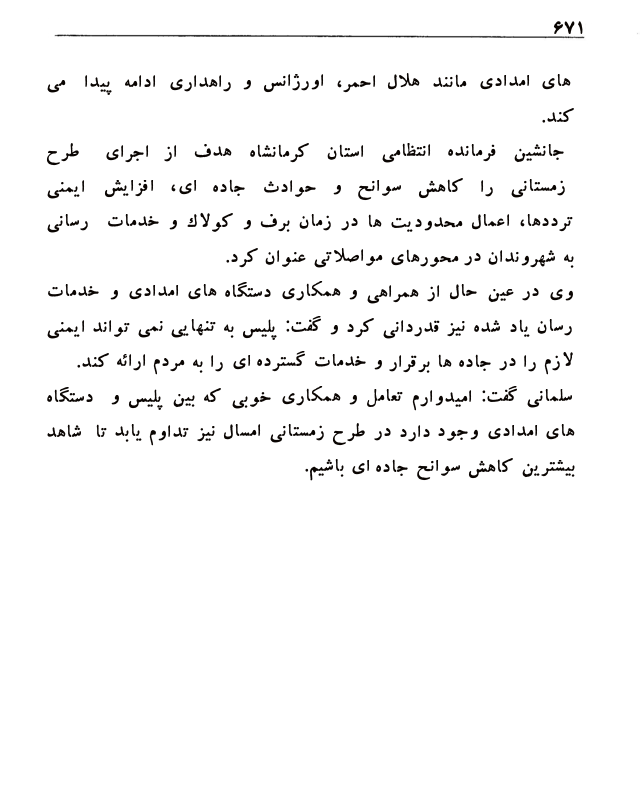 ۶۷۱
های امدادی مانند هلال احمر، اورژانس و راهداری ادامه پیدا می
کند.
جانشین فرمانده انتظامی استان کرمانشاه هدف از اجرای طرح
زمستانی را کاهش سوانح و حوادث جاده ای، افزایش ایمنی
ترددها، اعمال محدودیت ها در زمان برف و کولاك و خدمات رسانی
به شهروندان در محورهای مواصلاتی عنوان کرد.
وی در عین حال از همراهی و همکاری دستگاه های امدادی و خدمات
رسان یاد شده نیز قدردانی کرد و گفت: پلیس به تنهایی نمی تواند ایمنی
لازم را در جاده ها برقرار و خدمات گسترده ای را به مردم ارائه کند.
سلمانی گفت: امیدوارم تعامل و همکاری خوبی که بین پلیس و دستگاه
های امدادی وجود دارد در طرح زمستانی امسال نیز تداوم یابد تا شاهد
بیشترین کاهش سوانح جاده ای باشیم.